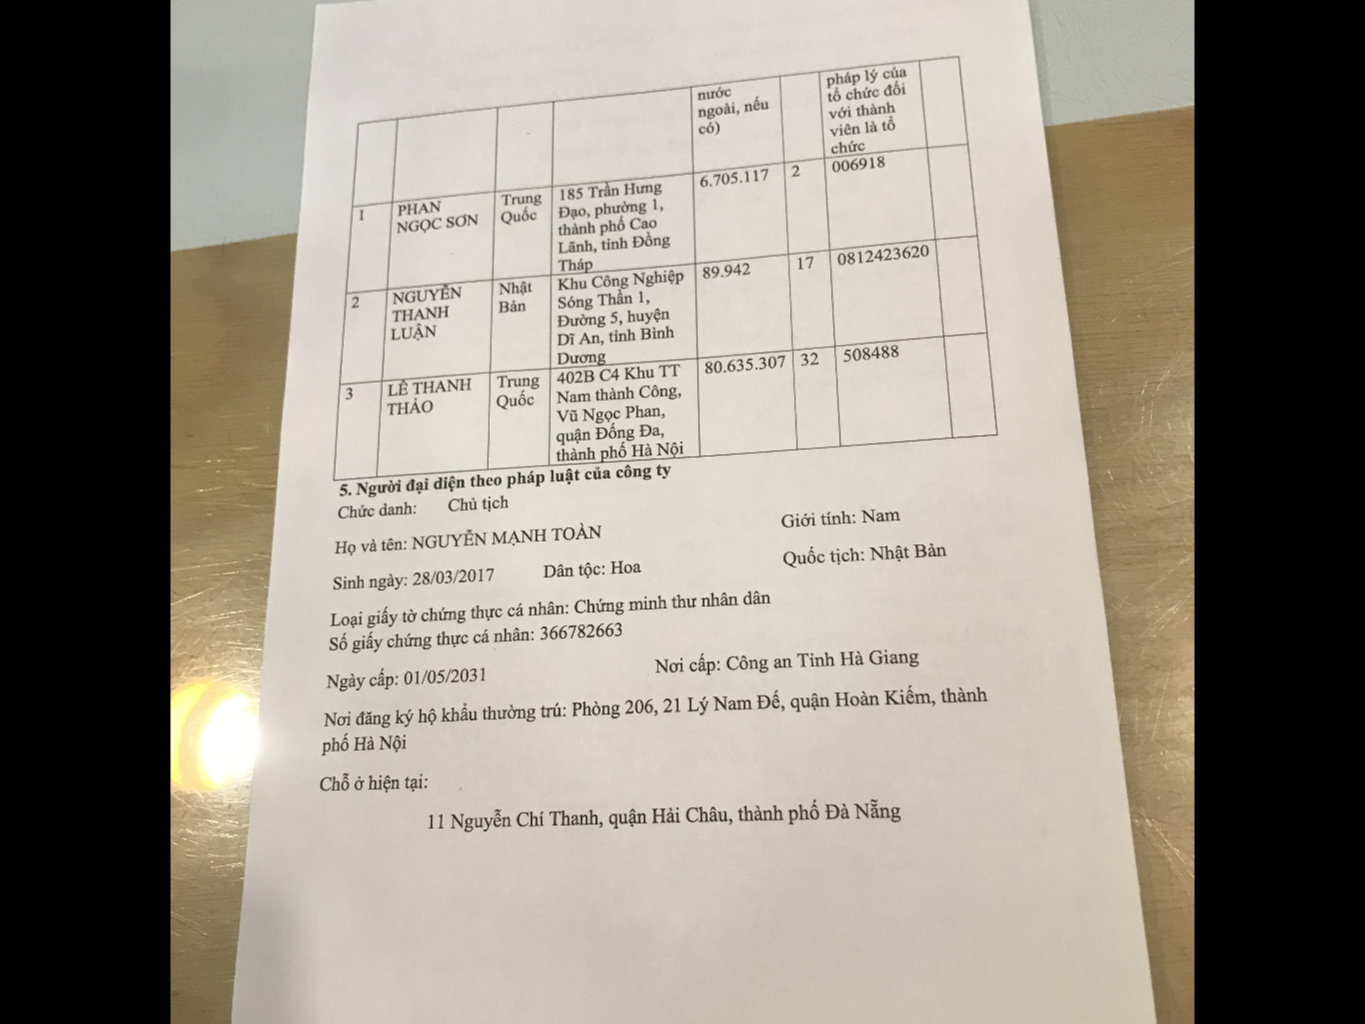 nước
ngoài, nếu
có)
pháp lý của
tổ chức đối
với thành
viên là tổ
chức
1 PHAN
NGỌC SƠN
Trung
Quốc
185 Trần Hưng
Đạo, phường 1,
thành phố Cao
Lãnh, tỉnh Đồng
Tháp
6.705.117 2 006918
2 NGUYỄN
THANH
LUẬN
Nhật
Bản
Khu Công Nghiệp
Sóng Thần 1,
Đường 5, huyện
Dĩ An, tỉnh Bình
Dương
89.942 17 0812423620
3 LÊ THANH
THẢO
Trung
Quốc
402B C4 Khu TT
Nam thành Công,
Vũ Ngọc Phan,
quận Đống Đa,
thành phố Hà Nội
80.635.307 32 508488
5. Người đại diện theo pháp luật của công ty
Chức danh: Chủ tịch
Họ và tên: NGUYỄN MẠNH TOÀN Giới tính: Nam
Sinh ngày: 28/03/2017 Dân tộc: Hoa Quốc tịch: Nhật Bản
Loại giấy tờ chứng thực cá nhân: Chứng minh thư nhân dân
Số giấy chứng thực cá nhân: 366782663
Ngày cấp: 01/05/2031 Nơi cấp: Công an Tỉnh Hà Giang
Nơi đăng ký hộ khẩu thường trú: Phòng 206, 21 Lý Nam Đế, quận Hoàn Kiếm, thành
phố Hà Nội
Chỗ ở hiện tại:
11 Nguyễn Chí Thanh, quận Hải Châu, thành phố Đà Nẵng